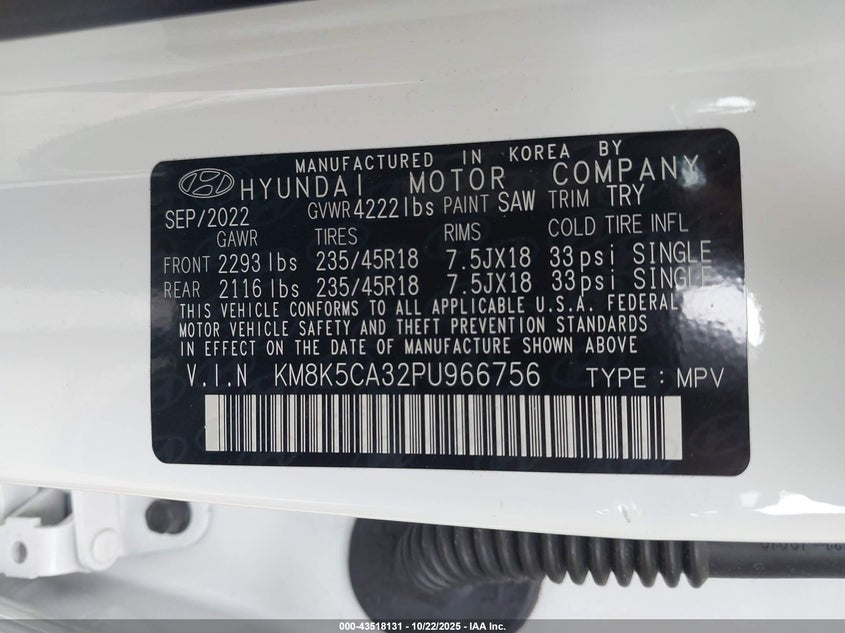 MANUFACTURED IN KOREA BY
HYUNDAI MOTOR COMPANY
SEP/2022 GVWR 4222 lbs PAINT SAW TRIM TRY
GAWR TIRES RIMS COLD TIRE INFL
FRONT 2293 lbs 235/45R18 7.5JX18 33psi SINGLE
REAR 2116 lbs 235/45R18 7.5JX18 33psi SINGLE
THIS VEHICLE CONFORMS TO ALL APPLICABLE U.S.A. FEDERAL
MOTOR VEHICLE SAFETY AND THEFT PREVENTION STANDARDS
IN EFFECT ON THE DATE OF MANUFACTURE SHOWN ABOVE
V.I.N KM8K5CA32PU966756 TYPE : MPV
000-43518131 - 10/22/2025 - IAA Inc.